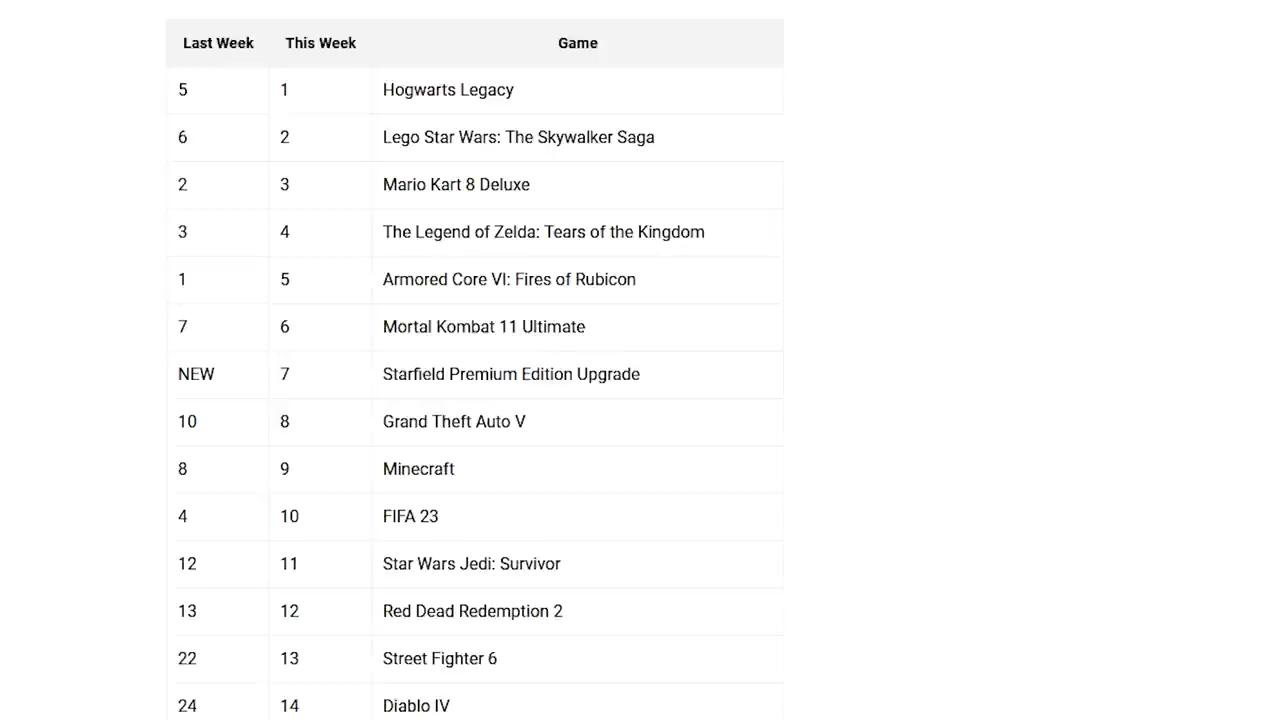 Last Week This Week Game
5 1 Hogwarts Legacy
6 2 Lego Star Wars: The Skywalker Saga
2 3 Mario Kart 8 Deluxe
3 4 The Legend of Zelda: Tears of the Kingdom
1 5 Armored Core VI: Fires of Rubicon
7 6 Mortal Kombat 11 Ultimate
NEW 7 Starfield Premium Edition Upgrade
10 8 Grand Theft Auto V
8 9 Minecraft
4 10 FIFA 23
12 11 Star Wars Jedi: Survivor
13 12 Red Dead Redemption 2
22 13 Street Fighter 6
24 14 Diablo IV